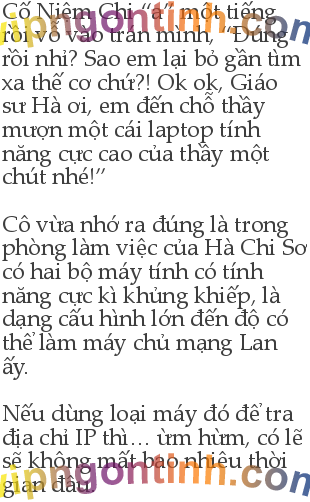 Cố Niệm Chi “a” một tiếng
rồi vỗ vào trán mình, “Đúng
rồi nhỉ? Sao em lại bỏ gần tìm
xa thế cơ chứ?! Ok ok, Giáo
sư Hà ơi, em đến chỗ thầy
mượn một cái laptop tính
năng cực cao của thầy một
chút nhé!”
Cô vừa nhớ ra đúng là trong
phòng làm việc của Hà Chi Sơ
có hai bộ máy tính có tính
năng cực kì khủng khiếp, là
dạng cấu hình lớn đến độ có
thể làm máy chủ mạng Lan
ấy.
Nếu dùng loại máy đó để tra
địa chỉ IP thì... ừm hừm, có lẽ
sẽ không mất bao nhiêu thời
gian đâu.
vipngontinh.com
vipngontinh.com